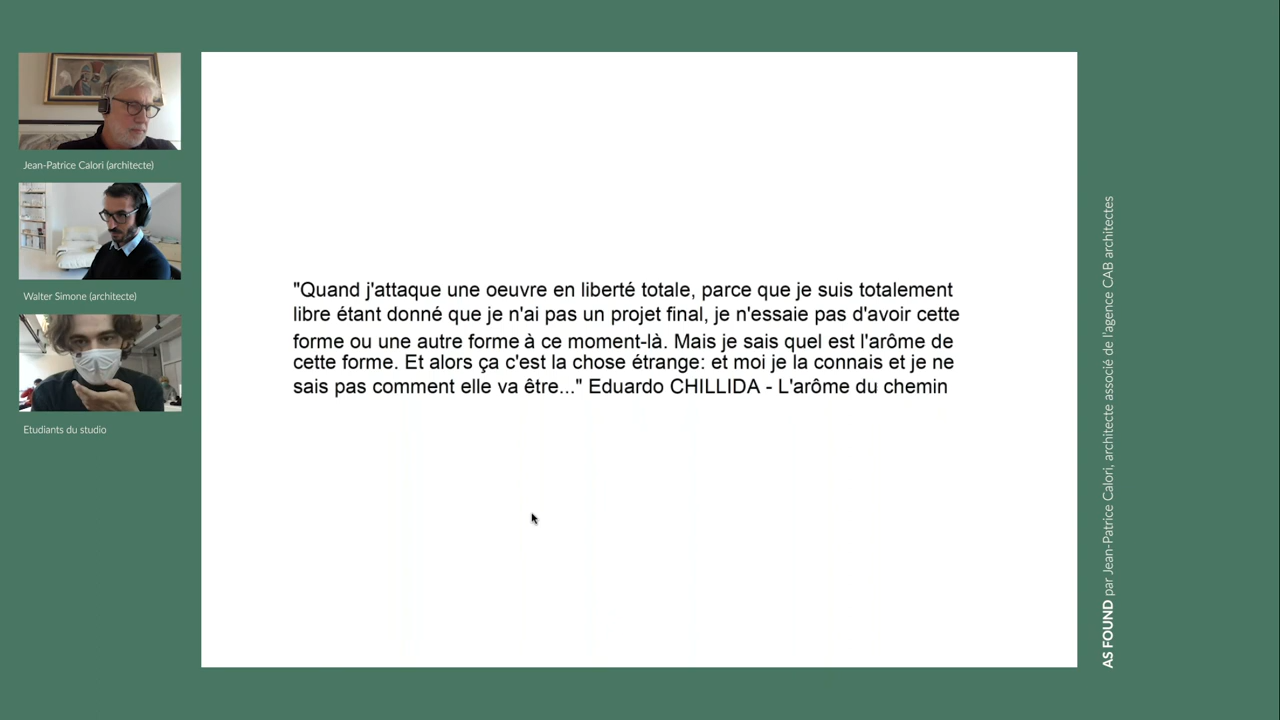 Jean-Patrice Calori (architecte)
Walter Simone (architecte)
Etudiants du studio
"Quand j'attaque une oeuvre en liberté totale, parce que je suis totalement
libre étant donné que je n'ai pas un projet final, je n'essaie pas d'avoir cette
forme ou une autre forme à ce moment-là. Mais je sais quel est l'arôme de
cette forme. Et alors ça c'est la chose étrange: et moi je la connais et je ne
sais pas comment elle va être..." Eduardo CHILLIDA - L'arôme du chemin
AS FOUND par Jean-Patrice Calori, architecte associé de l'agence CAB architectes